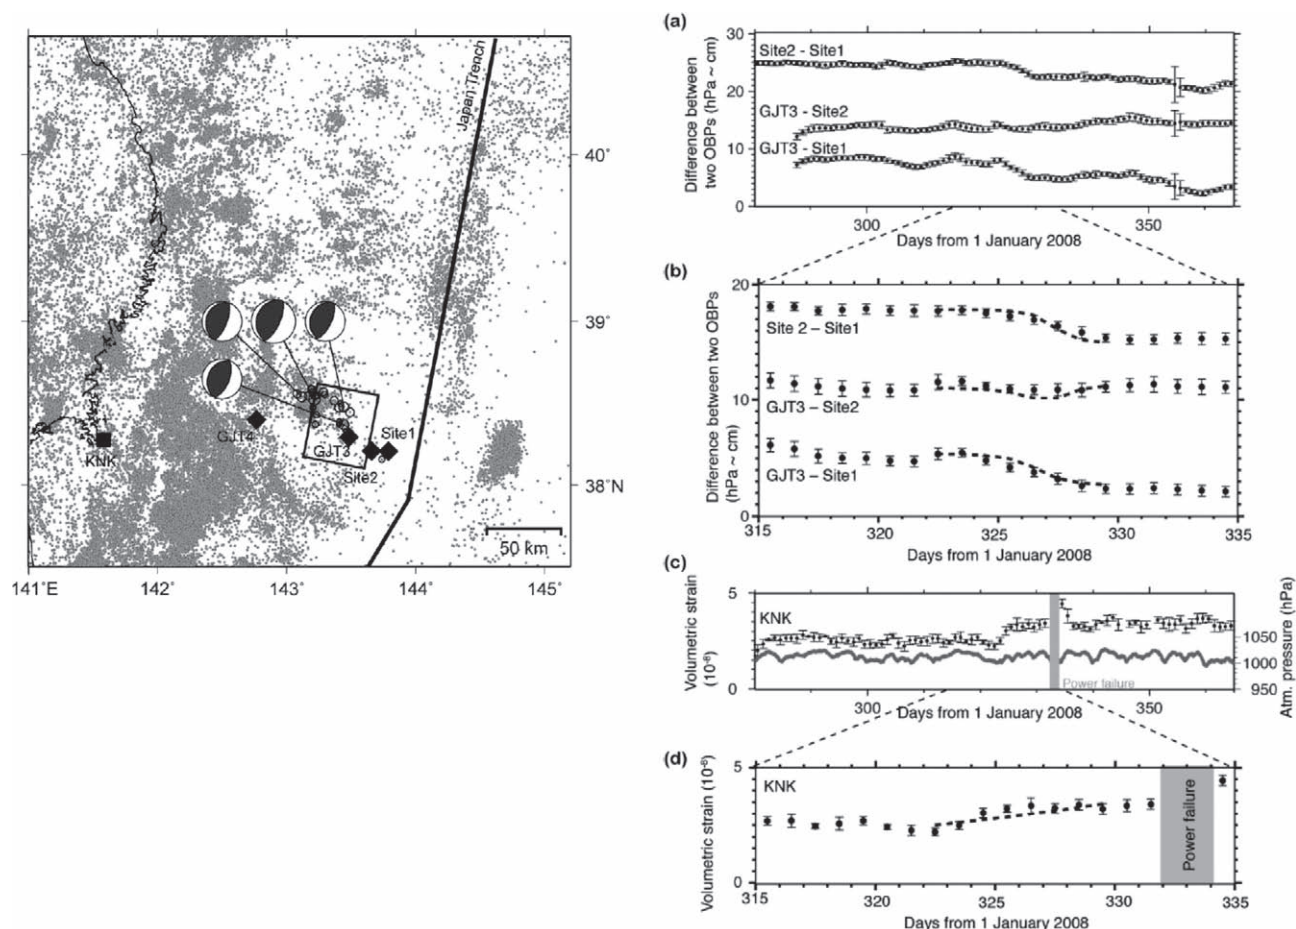 Japan Trench
40°
39°
38°N
GJT4
KNK
GJT3
Site1
Site2
50 km
141°E
142°
143°
144°
145°
(a)
30
20
10
0
Difference between
two OBPs (hPa ~ cm)
Site2 - Site1
GJT3 - Site2
GJT3 - Site1
300
350
Days from 1 January 2008
(b)
20
10
0
Difference between two OBPs
(hPa ~ cm)
Site 2 – Site1
GJT3 – Site2
GJT3 – Site1
315
320
325
330
335
Days from 1 January 2008
(c)
5
0
Volumetric strain
(10⁻⁸)
KNK
Power failure
1050
1000
950
Atm. pressure (hPa)
300
350
Days from 1 January 2008
(d)
5
0
Volumetric strain (10⁻⁸)
KNK
Power failure
315
320
325
330
335
Days from 1 January 2008